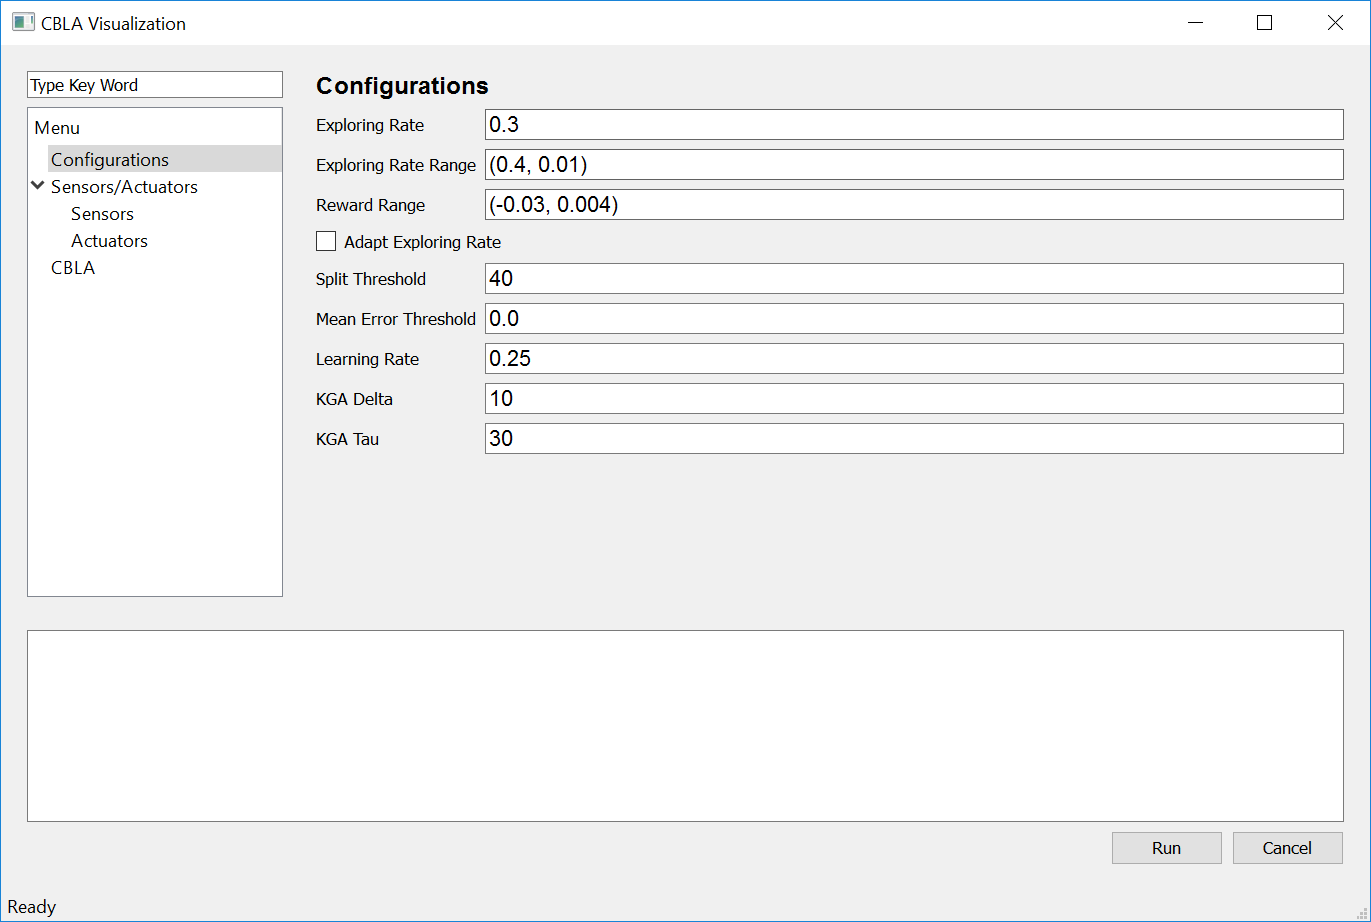 CBLA Visualization
Type Key Word
Menu
Configurations
Sensors/Actuators
Sensors
Actuators
CBLA
Configurations
Exploring Rate 0.3
Exploring Rate Range (0.4, 0.01)
Reward Range (-0.03, 0.004)
Adapt Exploring Rate
Split Threshold 40
Mean Error Threshold 0.0
Learning Rate 0.25
KGA Delta 10
KGA Tau 30
Run Cancel
Ready